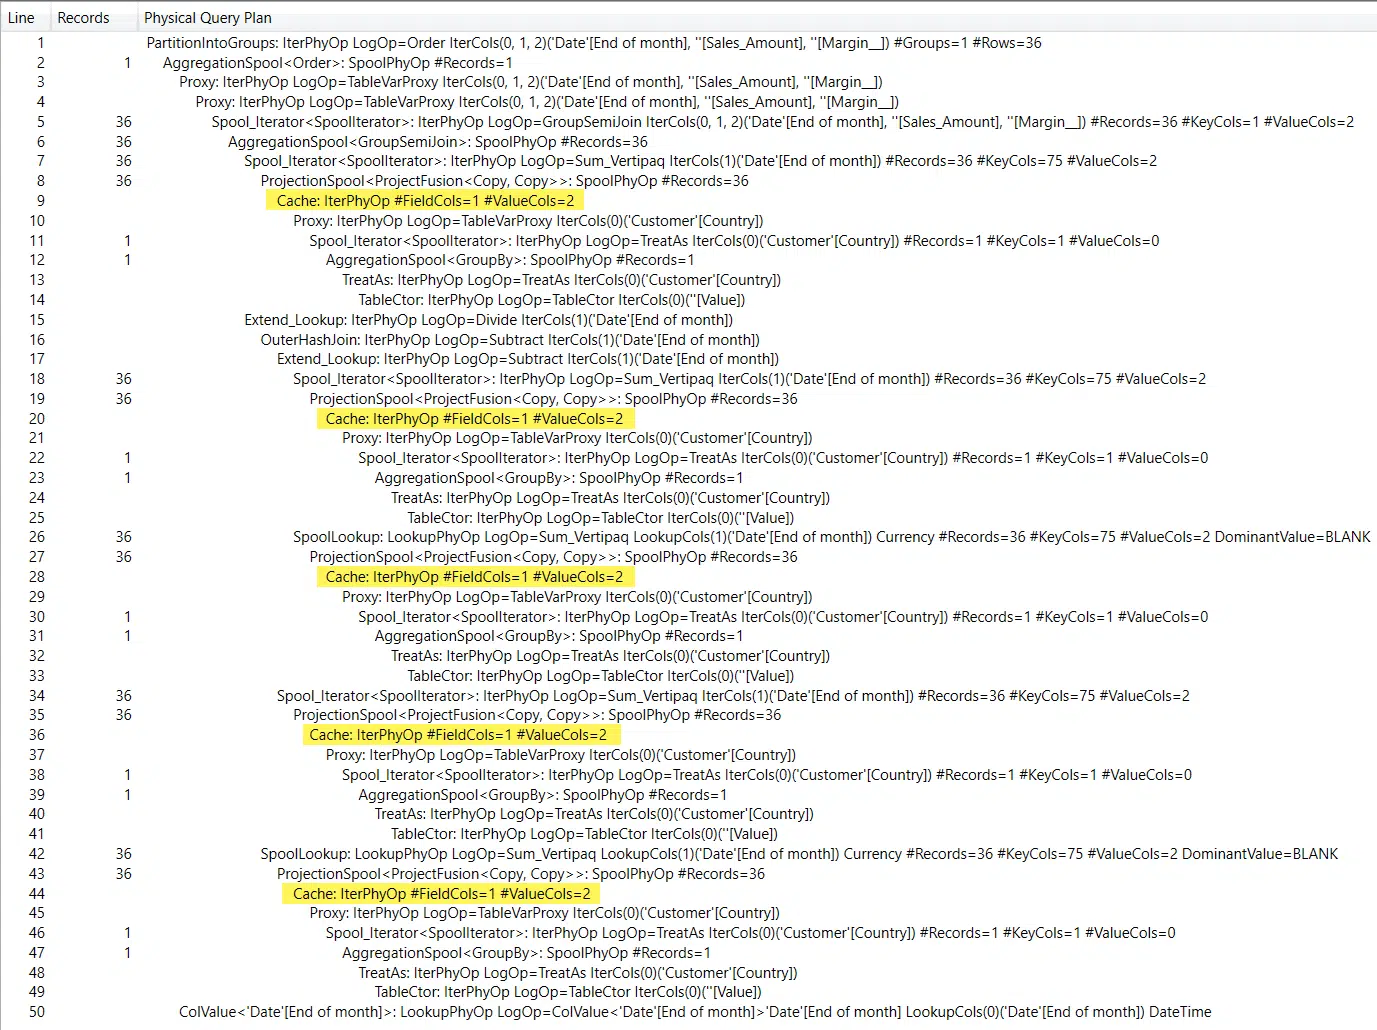 Line Records Physical Query Plan
1 PartitionIntoGroups: IterPhyOp LogOp=Order IterCols(0, 1, 2)('Date'[End of month], ''[Sales_Amount], ''[Margin__]) #Groups=1 #Rows=36
2 1 AggregationSpool<Order>: SpoolPhyOp #Records=1
3 Proxy: IterPhyOp LogOp=TableVarProxy IterCols(0, 1, 2)('Date'[End of month], ''[Sales_Amount], ''[Margin__])
4 Proxy: IterPhyOp LogOp=TableVarProxy IterCols(0, 1, 2)('Date'[End of month], ''[Sales_Amount], ''[Margin__])
5 36 Spool_Iterator<SpoolIterator>: IterPhyOp LogOp=GroupSemiJoin IterCols(0, 1, 2)('Date'[End of month], ''[Sales_Amount], ''[Margin__]) #Records=36 #KeyCols=1 #ValueCols=2
6 36 AggregationSpool<GroupSemiJoin>: SpoolPhyOp #Records=36
7 36 Spool_Iterator<SpoolIterator>: IterPhyOp LogOp=Sum_Vertipaq IterCols(1)('Date'[End of month]) #Records=36 #KeyCols=75 #ValueCols=2
8 36 ProjectionSpool<ProjectFusion<Copy, Copy>>: SpoolPhyOp #Records=36
9 Cache: IterPhyOp #FieldCols=1 #ValueCols=2
10 Proxy: IterPhyOp LogOp=TableVarProxy IterCols(0)('Customer'[Country])
11 1 Spool_Iterator<SpoolIterator>: IterPhyOp LogOp=TreatAs IterCols(0)('Customer'[Country]) #Records=1 #KeyCols=1 #ValueCols=0
12 1 AggregationSpool<GroupBy>: SpoolPhyOp #Records=1
13 TreatAs: IterPhyOp LogOp=TreatAs IterCols(0)('Customer'[Country])
14 TableCtor: IterPhyOp LogOp=TableCtor IterCols(0)(''[Value])
15 Extend_Lookup: IterPhyOp LogOp=Divide IterCols(1)('Date'[End of month])
16 OuterHashJoin: IterPhyOp LogOp=Subtract IterCols(1)('Date'[End of month])
17 Extend_Lookup: IterPhyOp LogOp=Subtract IterCols(1)('Date'[End of month])
18 36 Spool_Iterator<SpoolIterator>: IterPhyOp LogOp=Sum_Vertipaq IterCols(1)('Date'[End of month]) #Records=36 #KeyCols=75 #ValueCols=2
19 36 ProjectionSpool<ProjectFusion<Copy, Copy>>: SpoolPhyOp #Records=36
20 Cache: IterPhyOp #FieldCols=1 #ValueCols=2
21 Proxy: IterPhyOp LogOp=TableVarProxy IterCols(0)('Customer'[Country])
22 1 Spool_Iterator<SpoolIterator>: IterPhyOp LogOp=TreatAs IterCols(0)('Customer'[Country]) #Records=1 #KeyCols=1 #ValueCols=0
23 1 AggregationSpool<GroupBy>: SpoolPhyOp #Records=1
24 TreatAs: IterPhyOp LogOp=TreatAs IterCols(0)('Customer'[Country])
25 TableCtor: IterPhyOp LogOp=TableCtor IterCols(0)(''[Value])
26 36 SpoolLookup: LookupPhyOp LogOp=Sum_Vertipaq LookupCols(1)('Date'[End of month]) Currency #Records=36 #KeyCols=75 #ValueCols=2 DominantValue=BLANK
27 36 ProjectionSpool<ProjectFusion<Copy, Copy>>: SpoolPhyOp #Records=36
28 Cache: IterPhyOp #FieldCols=1 #ValueCols=2
29 Proxy: IterPhyOp LogOp=TableVarProxy IterCols(0)('Customer'[Country])
30 1 Spool_Iterator<SpoolIterator>: IterPhyOp LogOp=TreatAs IterCols(0)('Customer'[Country]) #Records=1 #KeyCols=1 #ValueCols=0
31 1 AggregationSpool<GroupBy>: SpoolPhyOp #Records=1
32 TreatAs: IterPhyOp LogOp=TreatAs IterCols(0)('Customer'[Country])
33 TableCtor: IterPhyOp LogOp=TableCtor IterCols(0)(''[Value])
34 36 Spool_Iterator<SpoolIterator>: IterPhyOp LogOp=Sum_Vertipaq IterCols(1)('Date'[End of month]) #Records=36 #KeyCols=75 #ValueCols=2
35 36 ProjectionSpool<ProjectFusion<Copy, Copy>>: SpoolPhyOp #Records=36
36 Cache: IterPhyOp #FieldCols=1 #ValueCols=2
37 Proxy: IterPhyOp LogOp=TableVarProxy IterCols(0)('Customer'[Country])
38 1 Spool_Iterator<SpoolIterator>: IterPhyOp LogOp=TreatAs IterCols(0)('Customer'[Country]) #Records=1 #KeyCols=1 #ValueCols=0
39 1 AggregationSpool<GroupBy>: SpoolPhyOp #Records=1
40 TreatAs: IterPhyOp LogOp=TreatAs IterCols(0)('Customer'[Country])
41 TableCtor: IterPhyOp LogOp=TableCtor IterCols(0)(''[Value])
42 36 SpoolLookup: LookupPhyOp LogOp=Sum_Vertipaq LookupCols(1)('Date'[End of month]) Currency #Records=36 #KeyCols=75 #ValueCols=2 DominantValue=BLANK
43 36 ProjectionSpool<ProjectFusion<Copy, Copy>>: SpoolPhyOp #Records=36
44 Cache: IterPhyOp #FieldCols=1 #ValueCols=2
45 Proxy: IterPhyOp LogOp=TableVarProxy IterCols(0)('Customer'[Country])
46 1 Spool_Iterator<SpoolIterator>: IterPhyOp LogOp=TreatAs IterCols(0)('Customer'[Country]) #Records=1 #KeyCols=1 #ValueCols=0
47 1 AggregationSpool<GroupBy>: SpoolPhyOp #Records=1
48 TreatAs: IterPhyOp LogOp=TreatAs IterCols(0)('Customer'[Country])
49 TableCtor: IterPhyOp LogOp=TableCtor IterCols(0)(''[Value])
50 ColValue<'Date'[End of month]>: LookupPhyOp LogOp=ColValue<'Date'[End of month]>'Date'[End of month] LookupCols(0)('Date'[End of month]) DateTime